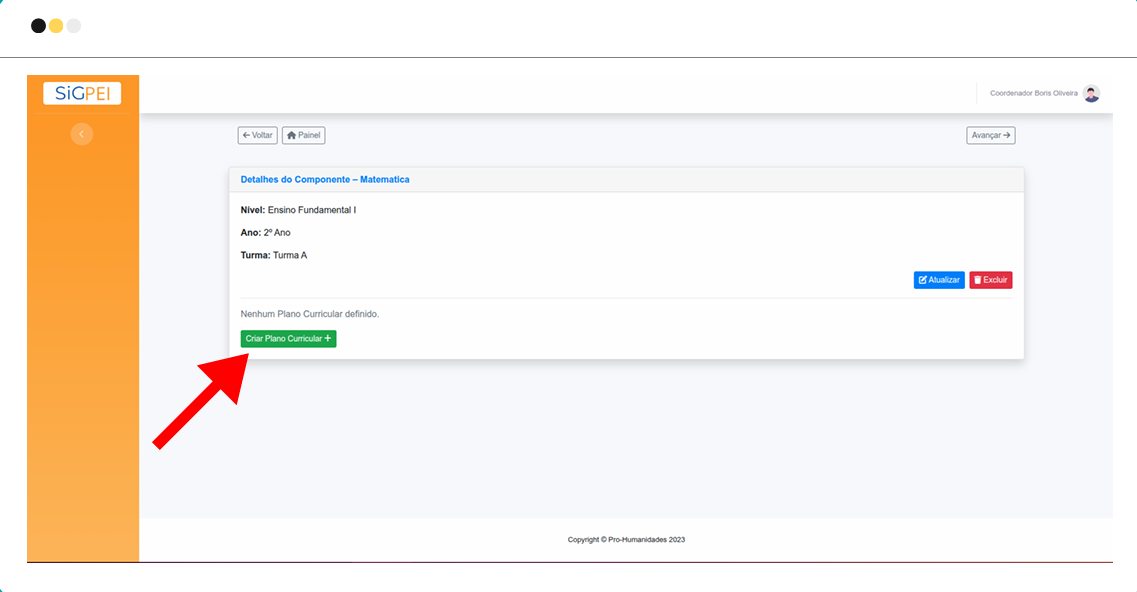 SiGPEI
Coordenador Boris Oliveira
Voltar
Painel
Avançar
Detalhes do Componente – Matematica
Nível: Ensino Fundamental I
Ano: 2º Ano
Turma: Turma A
Atualizar
Excluir
Nenhum Plano Curricular definido.
Criar Plano Curricular +
Copyright © Pro-Humanidades 2023